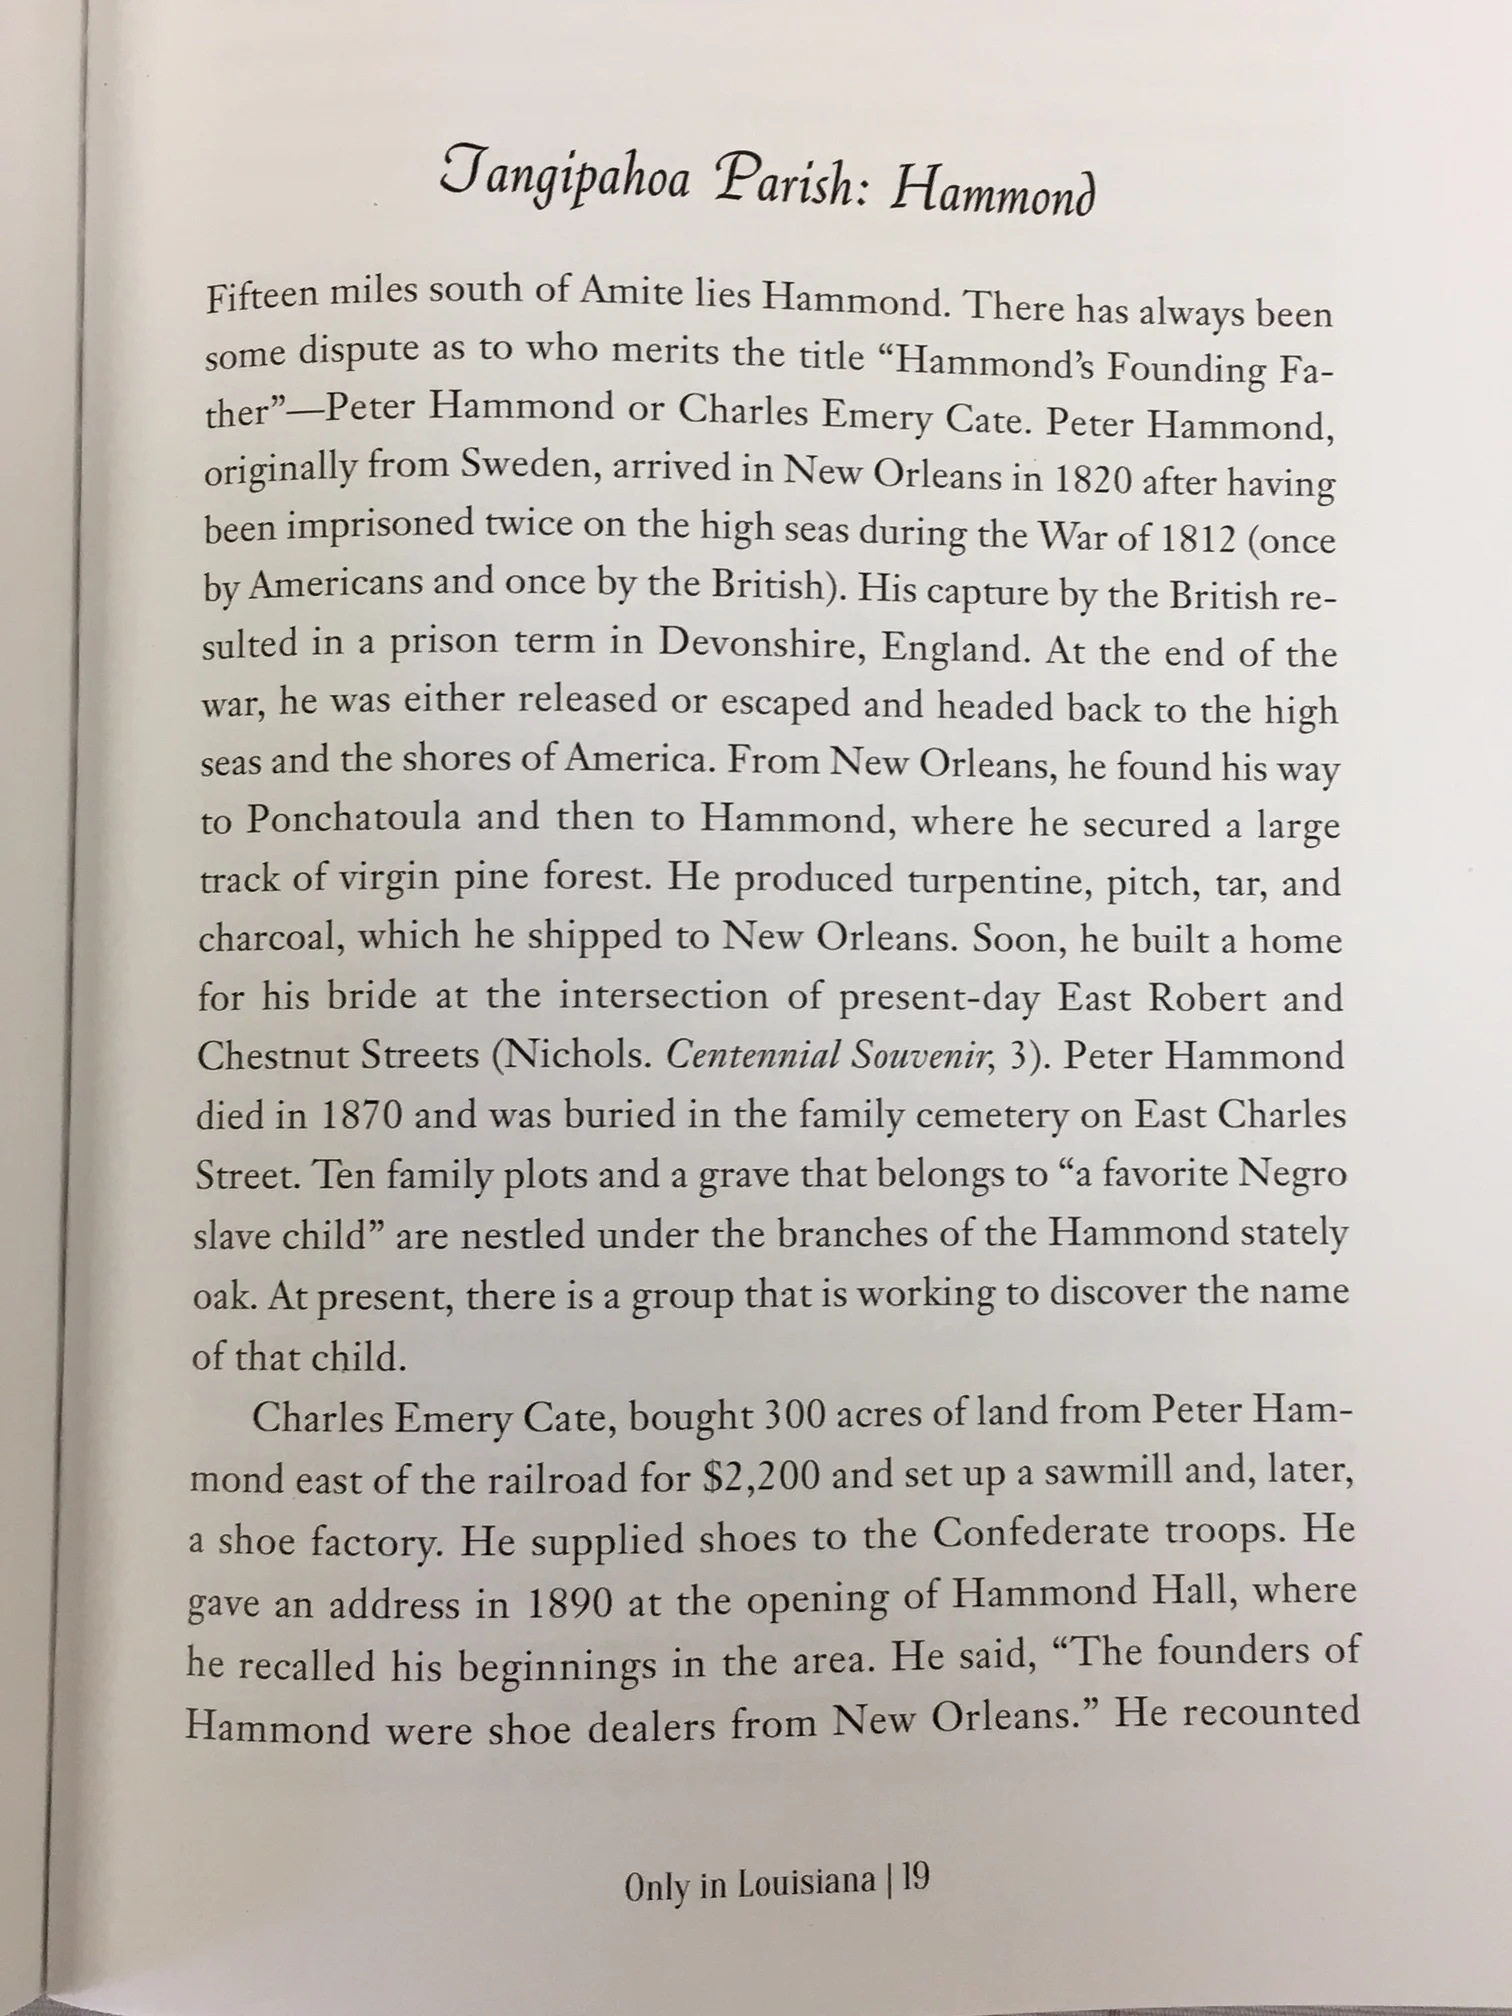 Tangipahoa Parish: Hammond
Fifteen miles south of Amite lies Hammond. There has always been
some dispute as to who merits the title “Hammond’s Founding Fa-
ther”—Peter Hammond or Charles Emery Cate. Peter Hammond,
originally from Sweden, arrived in New Orleans in 1820 after having
been imprisoned twice on the high seas during the War of 1812 (once
by Americans and once by the British). His capture by the British re-
sulted in a prison term in Devonshire, England. At the end of the
war, he was either released or escaped and headed back to the high
seas and the shores of America. From New Orleans, he found his way
to Ponchatoula and then to Hammond, where he secured a large
track of virgin pine forest. He produced turpentine, pitch, tar, and
charcoal, which he shipped to New Orleans. Soon, he built a home
for his bride at the intersection of present-day East Robert and
Chestnut Streets (Nichols. Centennial Souvenir, 3). Peter Hammond
died in 1870 and was buried in the family cemetery on East Charles
Street. Ten family plots and a grave that belongs to “a favorite Negro
slave child” are nestled under the branches of the Hammond stately
oak. At present, there is a group that is working to discover the name
of that child.
Charles Emery Cate, bought 300 acres of land from Peter Ham-
mond east of the railroad for $2,200 and set up a sawmill and, later,
a shoe factory. He supplied shoes to the Confederate troops. He
gave an address in 1890 at the opening of Hammond Hall, where
he recalled his beginnings in the area. He said, “The founders of
Hammond were shoe dealers from New Orleans.” He recounted
Only in Louisiana | 19